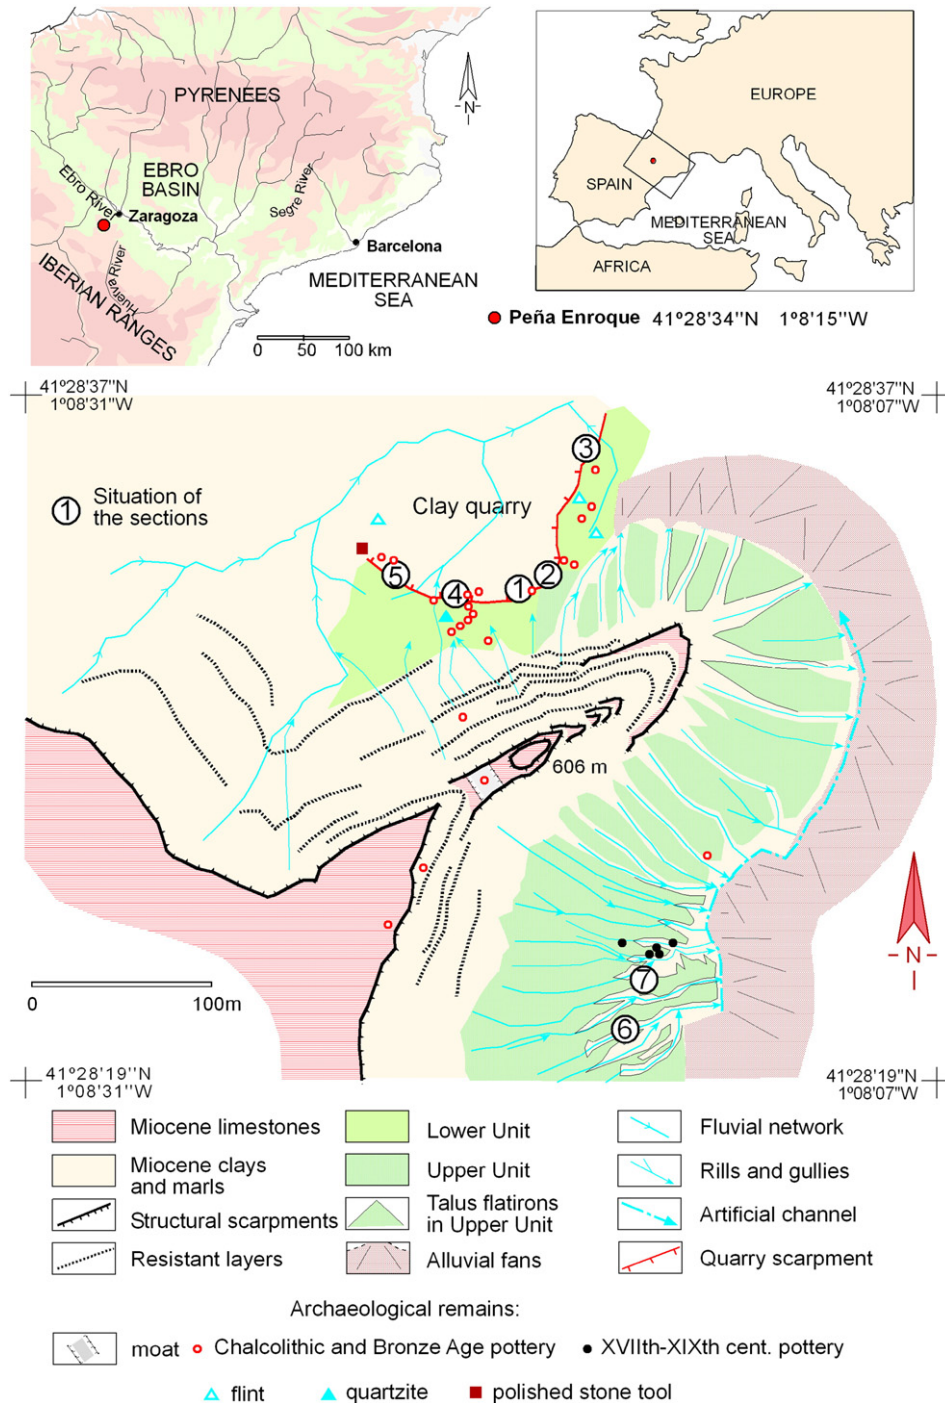 PYRENEES
N
EBRO
BASIN
Ebro River
Zaragoza
Segre River
Barcelona
Huerva River
IBERIAN RANGES
MEDITERRANEAN
SEA
0 50 100 km
EUROPE
SPAIN
MEDITERRANEAN
SEA
AFRICA
Peña Enroque 41º28'34"N 1º8'15"W
41º28'37"N
1º08'31"W
41º28'37"N
1º08'07"W
1 Situation of
the sections
Clay quarry
3
5
4
1
2
606 m
7
6
N
0 100m
41º28'19"N
1º08'31"W
41º28'19"N
1º08'07"W
Miocene limestones
Miocene clays
and marls
Structural scarpments
Resistant layers
Lower Unit
Upper Unit
Talus flatirons
in Upper Unit
Alluvial fans
Fluvial network
Rills and gullies
Artificial channel
Quarry scarpment
Archaeological remains:
moat
Chalcolithic and Bronze Age pottery
XVIIth-XIXth cent. pottery
flint
quartzite
polished stone tool